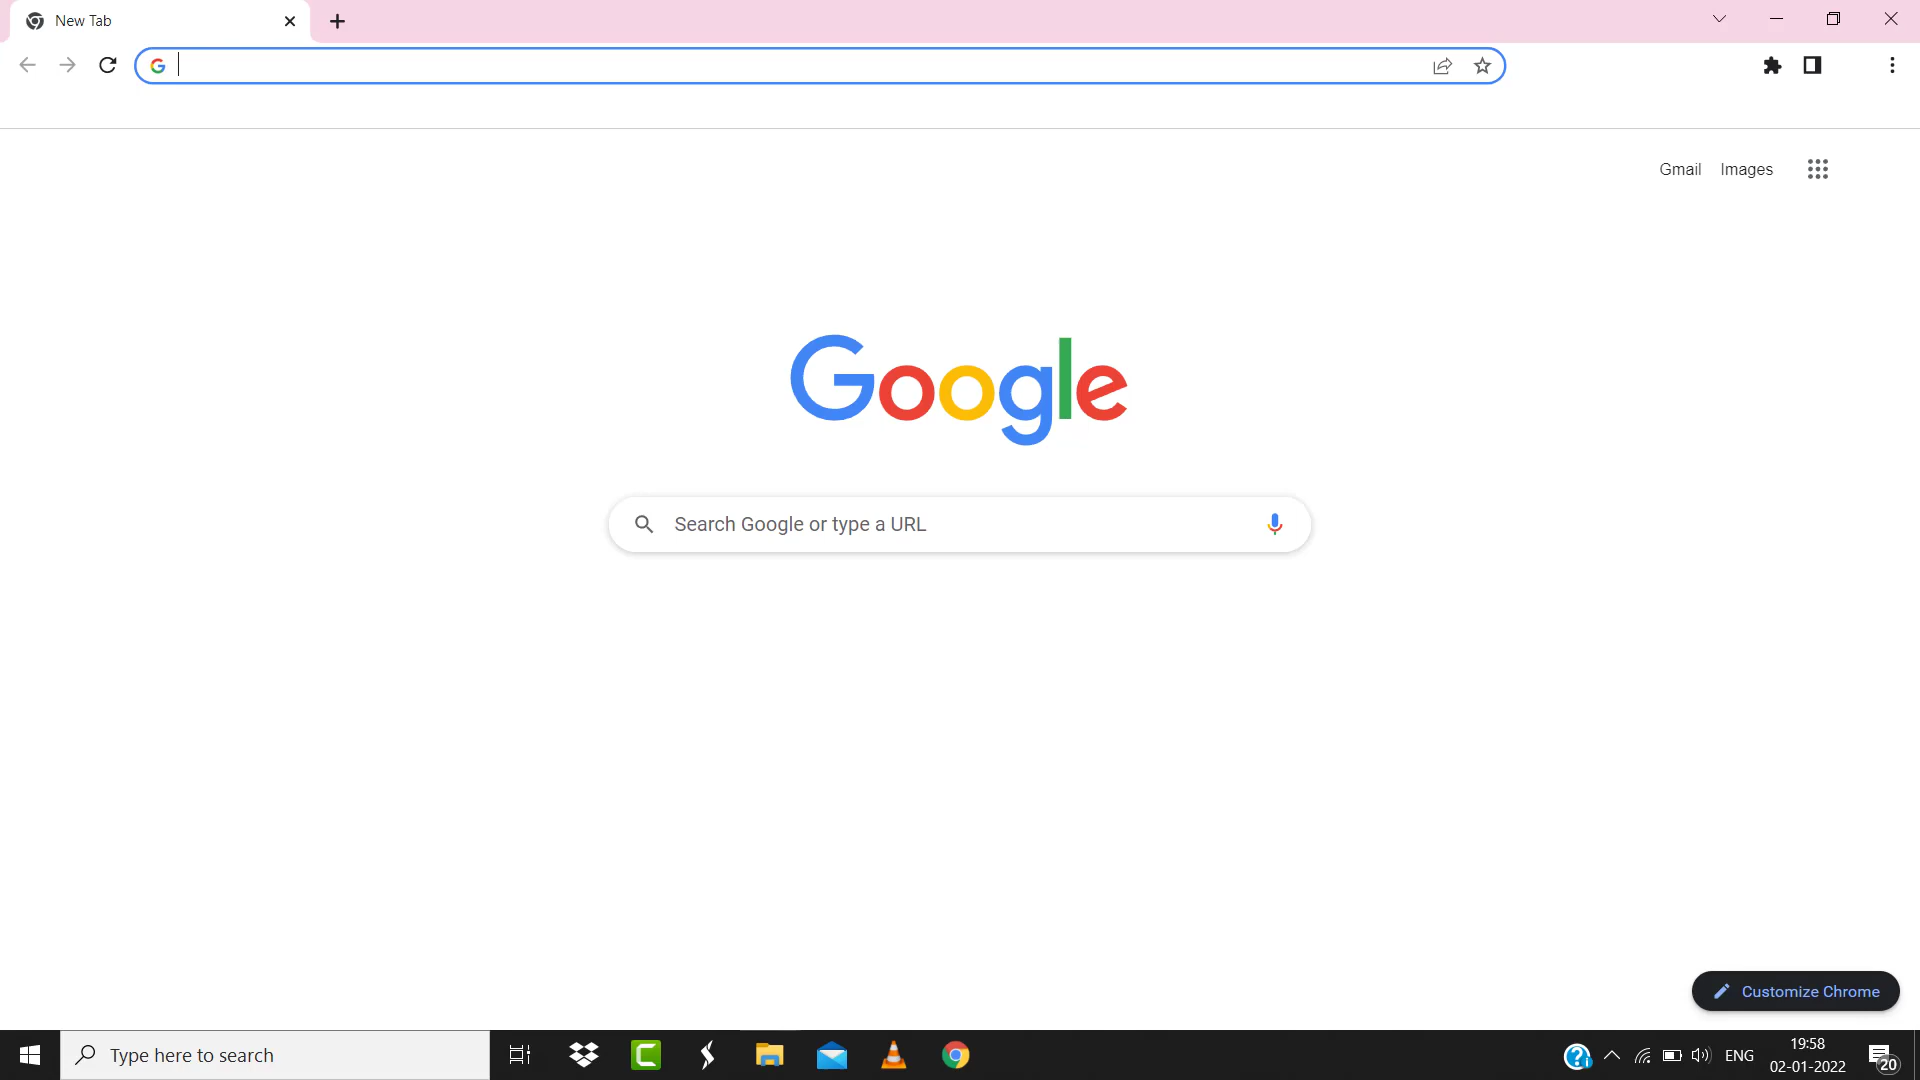 New Tab
Gmail Images
Google
Search Google or type a URL
Customize Chrome
Type here to search
ENG
19:58
02-01-2022
20